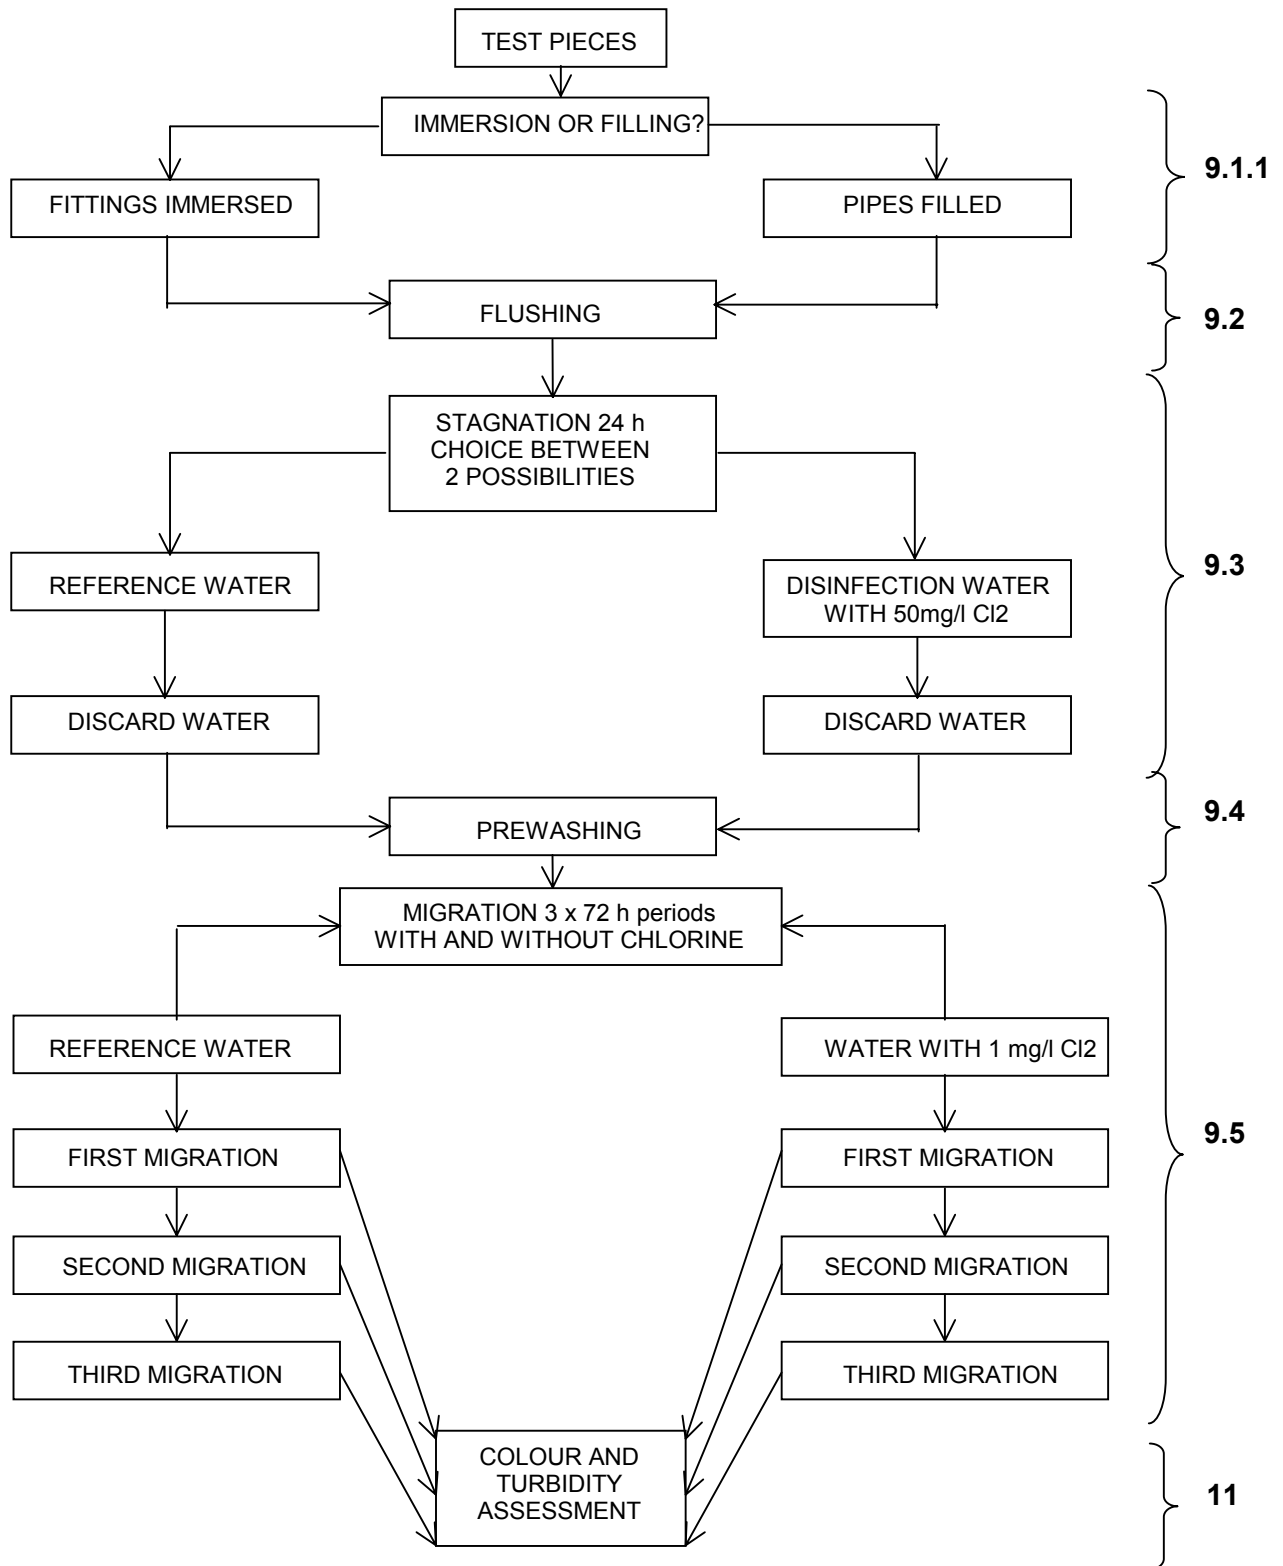 TEST PIECES
IMMERSION OR FILLING?
9.1.1
FITTINGS IMMERSED
PIPES FILLED
FLUSHING
9.2
STAGNATION 24 h
CHOICE BETWEEN
2 POSSIBILITIES
9.3
REFERENCE WATER
DISINFECTION WATER
WITH 50mg/l Cl2
DISCARD WATER
DISCARD WATER
PREWASHING
9.4
MIGRATION 3 x 72 h periods
WITH AND WITHOUT CHLORINE
REFERENCE WATER
WATER WITH 1 mg/l Cl2
9.5
FIRST MIGRATION
FIRST MIGRATION
SECOND MIGRATION
SECOND MIGRATION
THIRD MIGRATION
THIRD MIGRATION
COLOUR AND
TURBIDITY
ASSESSMENT
11